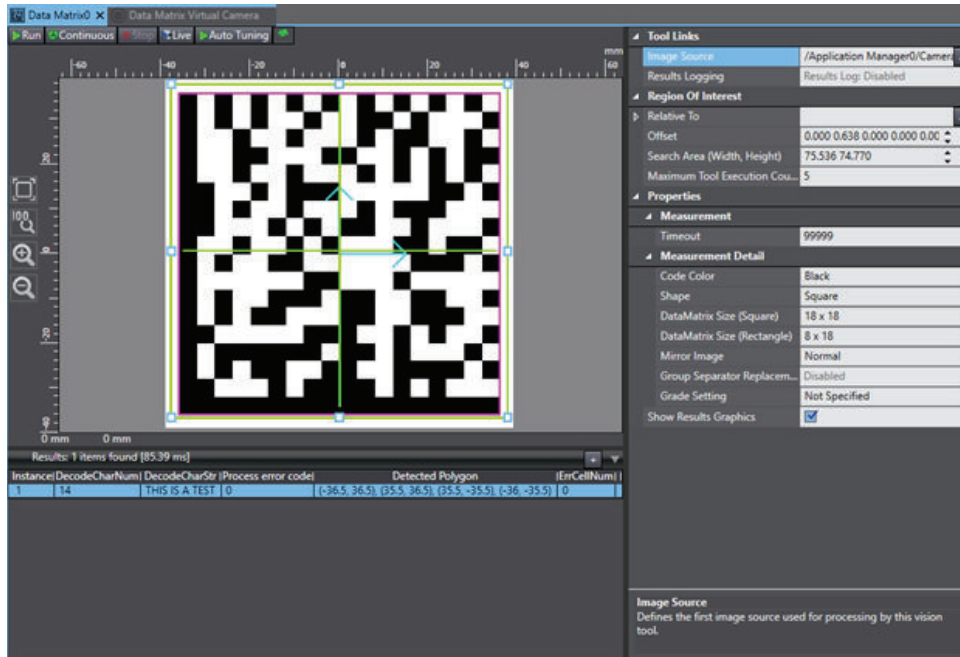 Data Matrix0 X Data Matrix Virtual Camera
Run Continuous Stop Live Auto Tuning
mm
-60 -40 -20 0 20 40 60
20
0
-20
-40
100
0 mm 0 mm
Results: 1 items found [85.39 ms]
Instance DecodeCharNum DecodeCharStr Process error code Detected Polygon ErrCellNum
1 14 THIS IS A TEST 0 (-36.5, 36.5), (35.5, 36.5), (35.5, -35.5), (-36, -35.5) 0
Tool Links
Image Source /Application Manager0/Camer
Results Logging Results Log: Disabled
Region Of Interest
Relative To
Offset 0.000 0.638 0.000 0.000 0.00
Search Area (Width, Height) 75.536 74.770
Maximum Tool Execution Cou... 5
Properties
Measurement
Timeout 99999
Measurement Detail
Code Color Black
Shape Square
DataMatrix Size (Square) 18 x 18
DataMatrix Size (Rectangle) 8 x 18
Mirror Image Normal
Group Separator Replacem... Disabled
Grade Setting Not Specified
Show Results Graphics
Image Source
Defines the first image source used for processing by this vision
tool.